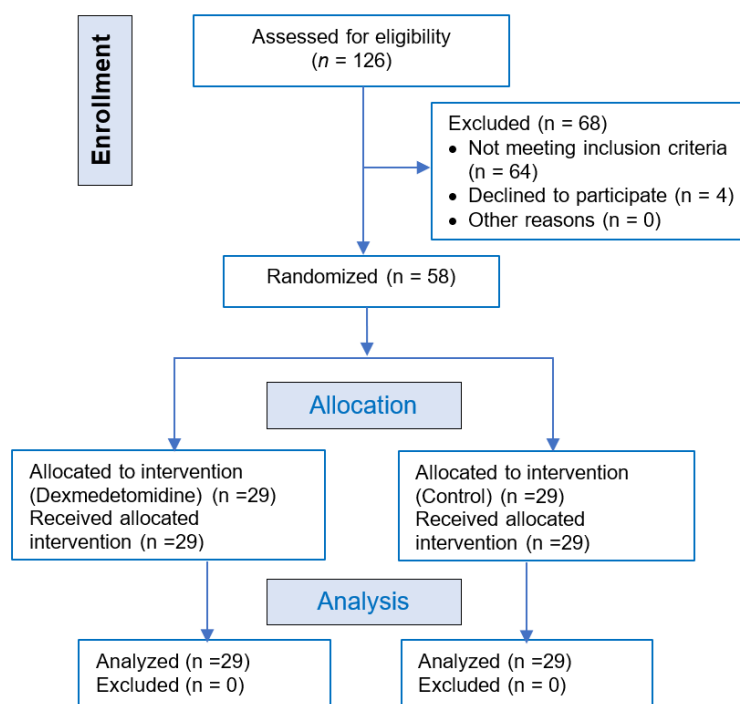 Enrollment
Assessed for eligibility
(n = 126)
Excluded (n = 68)
• Not meeting inclusion criteria
(n = 64)
• Declined to participate (n = 4)
• Other reasons (n = 0)
Randomized (n = 58)
Allocation
Allocated to intervention
(Dexmedetomidine) (n =29)
Received allocated
intervention (n =29)
Allocated to intervention
(Control) (n =29)
Received allocated
intervention (n =29)
Analysis
Analyzed (n =29)
Excluded (n = 0)
Analyzed (n =29)
Excluded (n = 0)